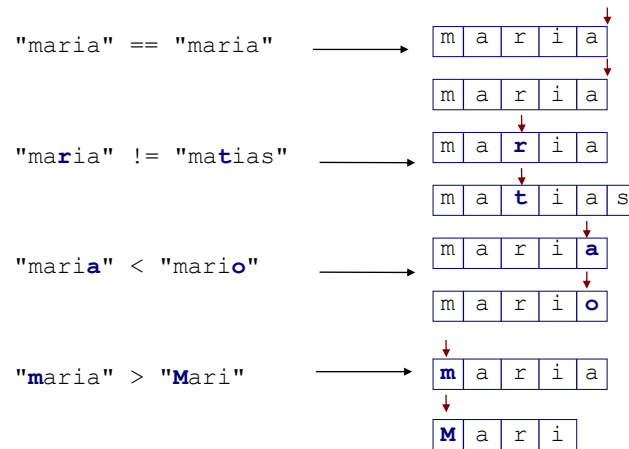 "maria" == "maria"
m a r i a
m a r i a
"maria" != "matias"
m a r i a
m a t i a s
"maria" < "mario"
m a r i a
m a r i o
"maria" > "Mari"
m a r i a
M a r i